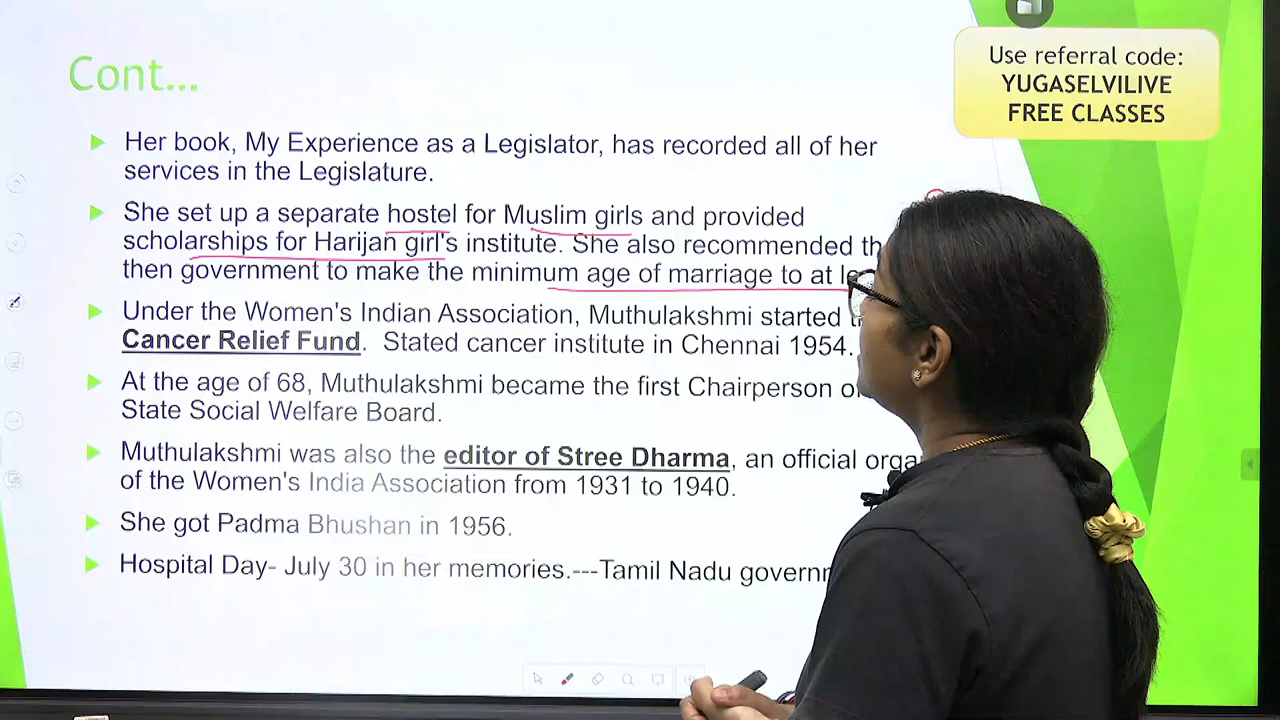 Cont...
Use referral code:
YUGASELVILIVE
FREE CLASSES
Her book, My Experience as a Legislator, has recorded all of her
services in the Legislature.
She set up a separate hostel for Muslim girls and provided
scholarships for Harijan girl's institute. She also recommended
then government to make the minimum age of marriage to at
Under the Women's Indian Association, Muthulakshmi started
Cancer Relief Fund. Stated cancer institute in Chennai 1954.
At the age of 68, Muthulakshmi became the first Chairperson
State Social Welfare Board.
Muthulakshmi was also the editor of Stree Dharma, an official
of the Women's India Association from 1931 to 1940.
She got Padma Bhushan in 1956.
Hospital Day- July 30 in her memories.---Tamil Nadu